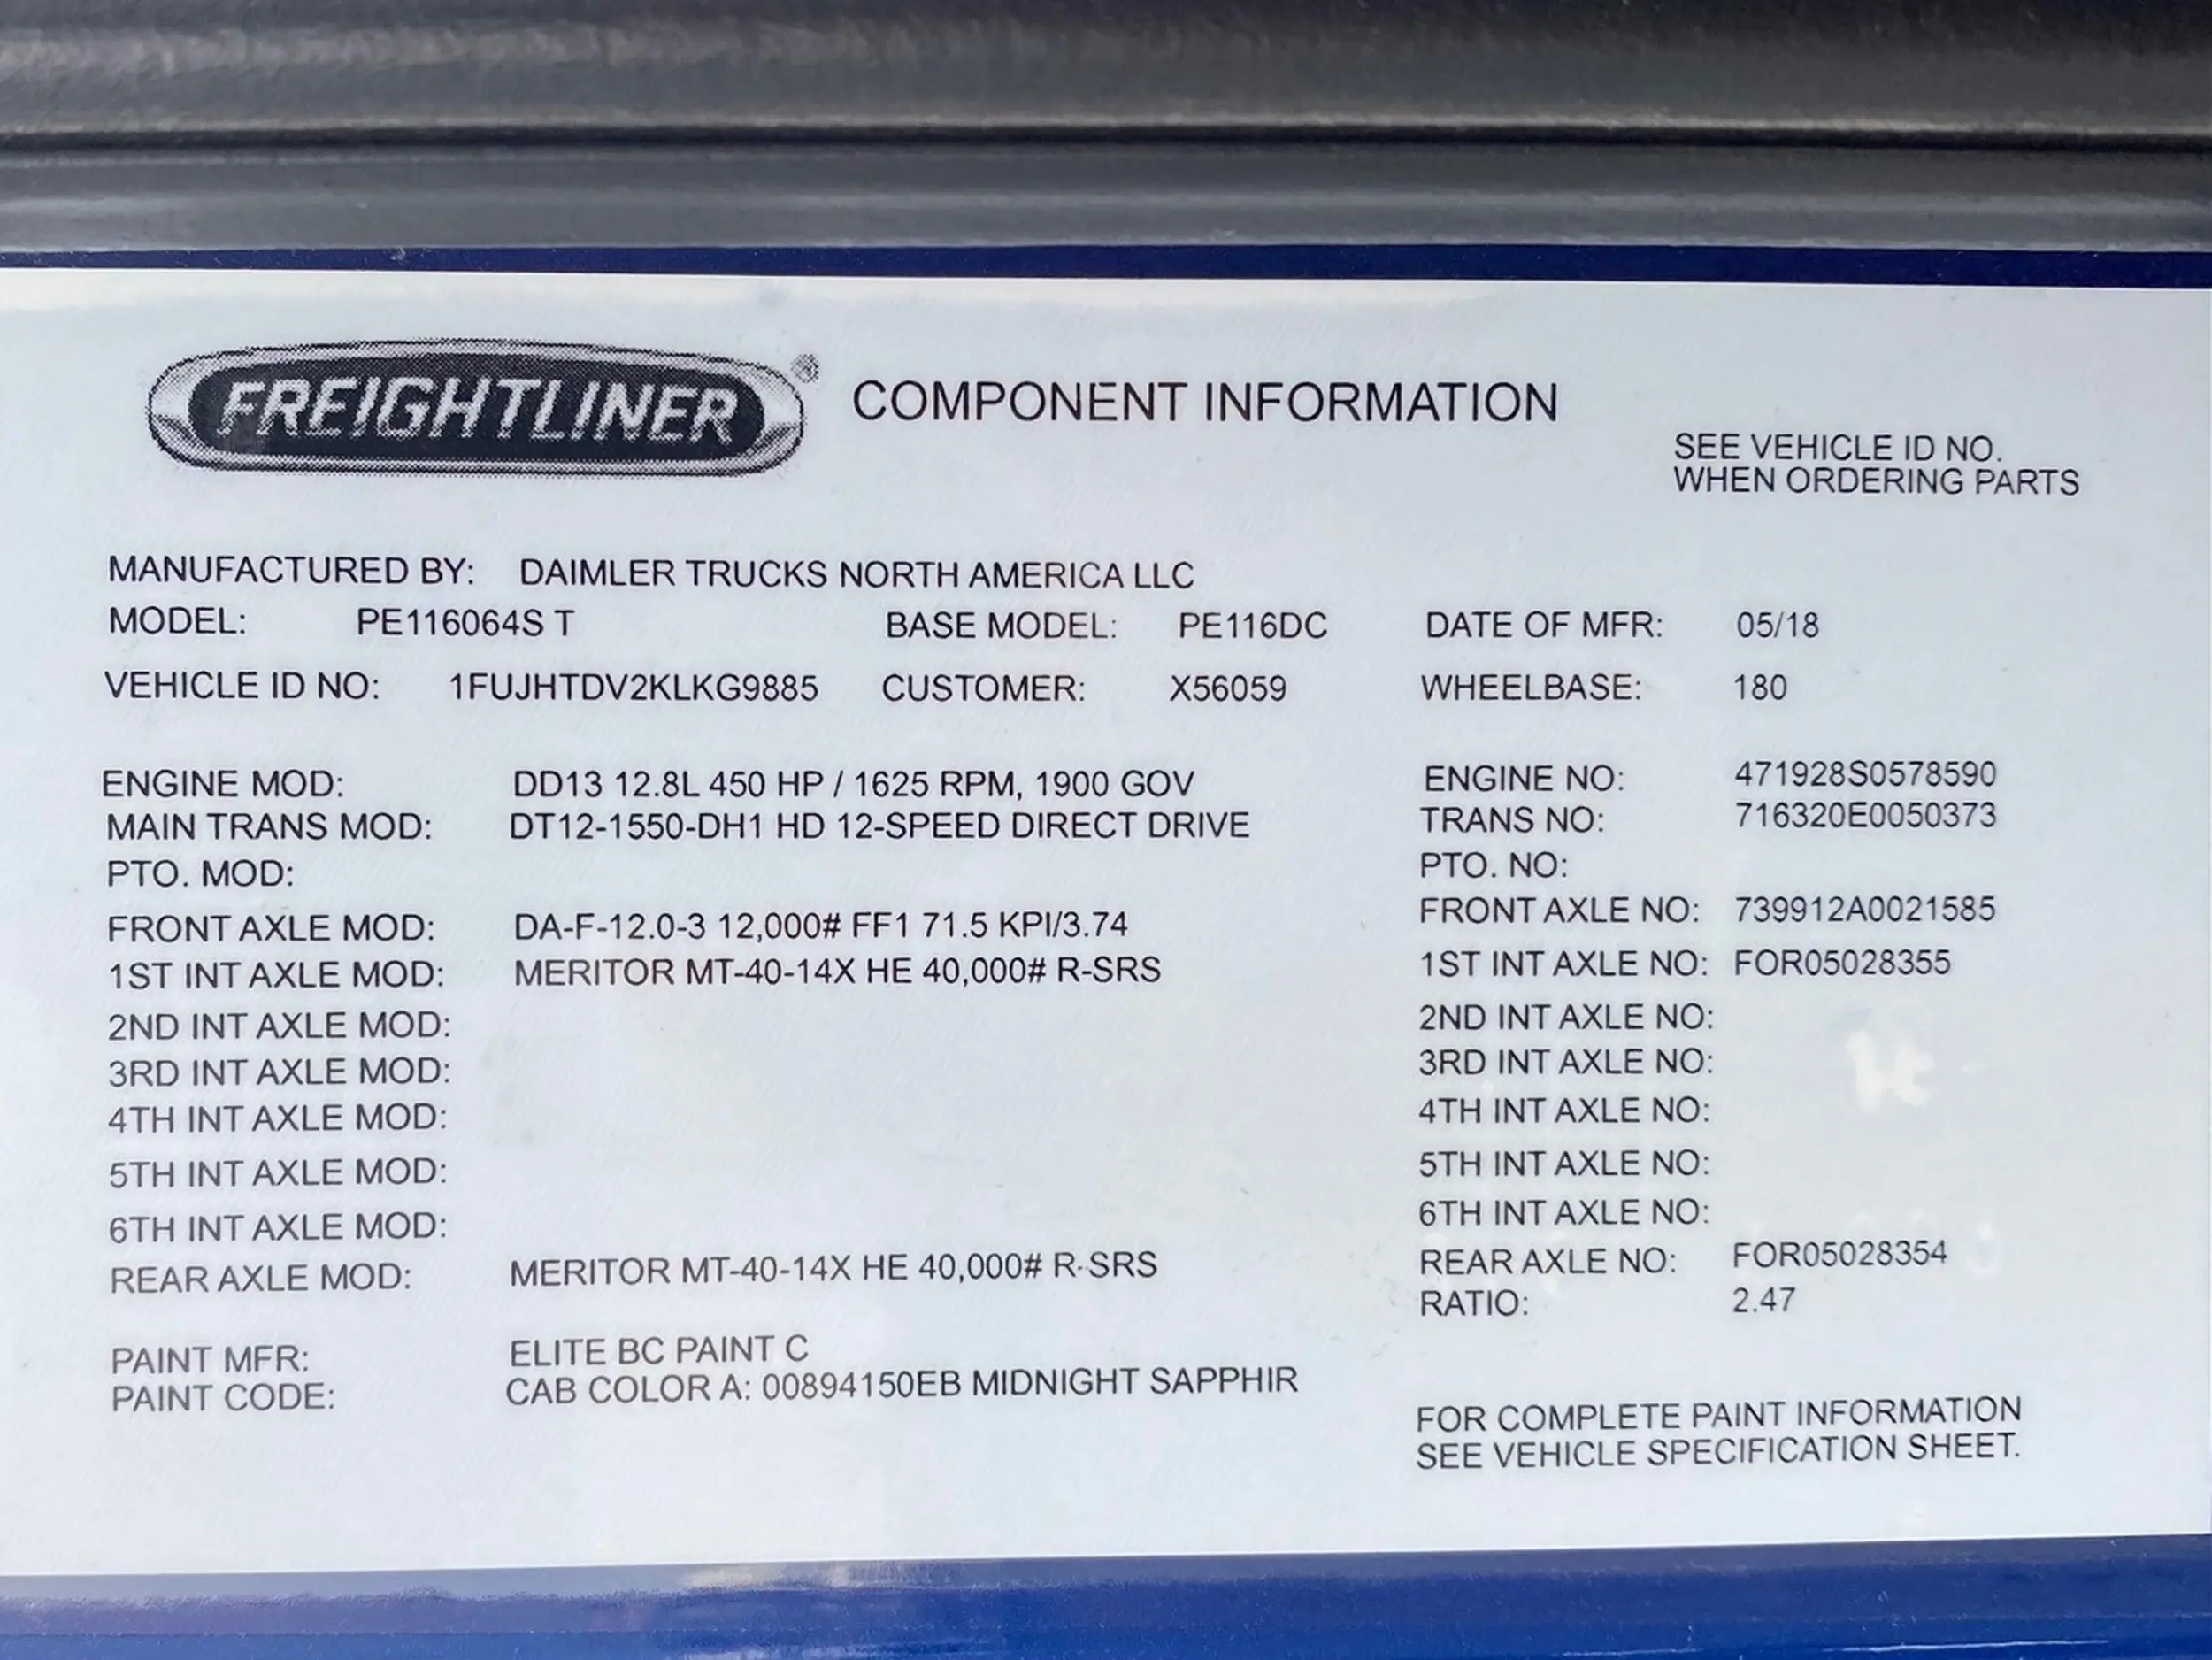 FREIGHTLINER® COMPONENT INFORMATION
SEE VEHICLE ID NO.
WHEN ORDERING PARTS
MANUFACTURED BY: DAIMLER TRUCKS NORTH AMERICA LLC
MODEL: PE116064S T BASE MODEL: PE116DC DATE OF MFR: 05/18
VEHICLE ID NO: 1FUJHTDV2KLKG9885 CUSTOMER: X56059 WHEELBASE: 180
ENGINE MOD: DD13 12.8L 450 HP / 1625 RPM, 1900 GOV ENGINE NO: 471928S0578590
MAIN TRANS MOD: DT12-1550-DH1 HD 12-SPEED DIRECT DRIVE TRANS NO: 716320E0050373
PTO. MOD: PTO. NO:
FRONT AXLE MOD: DA-F-12.0-3 12,000# FF1 71.5 KPI/3.74 FRONT AXLE NO: 739912A0021585
1ST INT AXLE MOD: MERITOR MT-40-14X HE 40,000# R-SRS 1ST INT AXLE NO: FOR05028355
2ND INT AXLE MOD: 2ND INT AXLE NO:
3RD INT AXLE MOD: 3RD INT AXLE NO:
4TH INT AXLE MOD: 4TH INT AXLE NO:
5TH INT AXLE MOD: 5TH INT AXLE NO:
6TH INT AXLE MOD: 6TH INT AXLE NO:
REAR AXLE MOD: MERITOR MT-40-14X HE 40,000# R-SRS REAR AXLE NO: FOR05028354
RATIO: 2.47
PAINT MFR: ELITE BC PAINT C
PAINT CODE: CAB COLOR A: 00894150EB MIDNIGHT SAPPHIR
FOR COMPLETE PAINT INFORMATION
SEE VEHICLE SPECIFICATION SHEET.